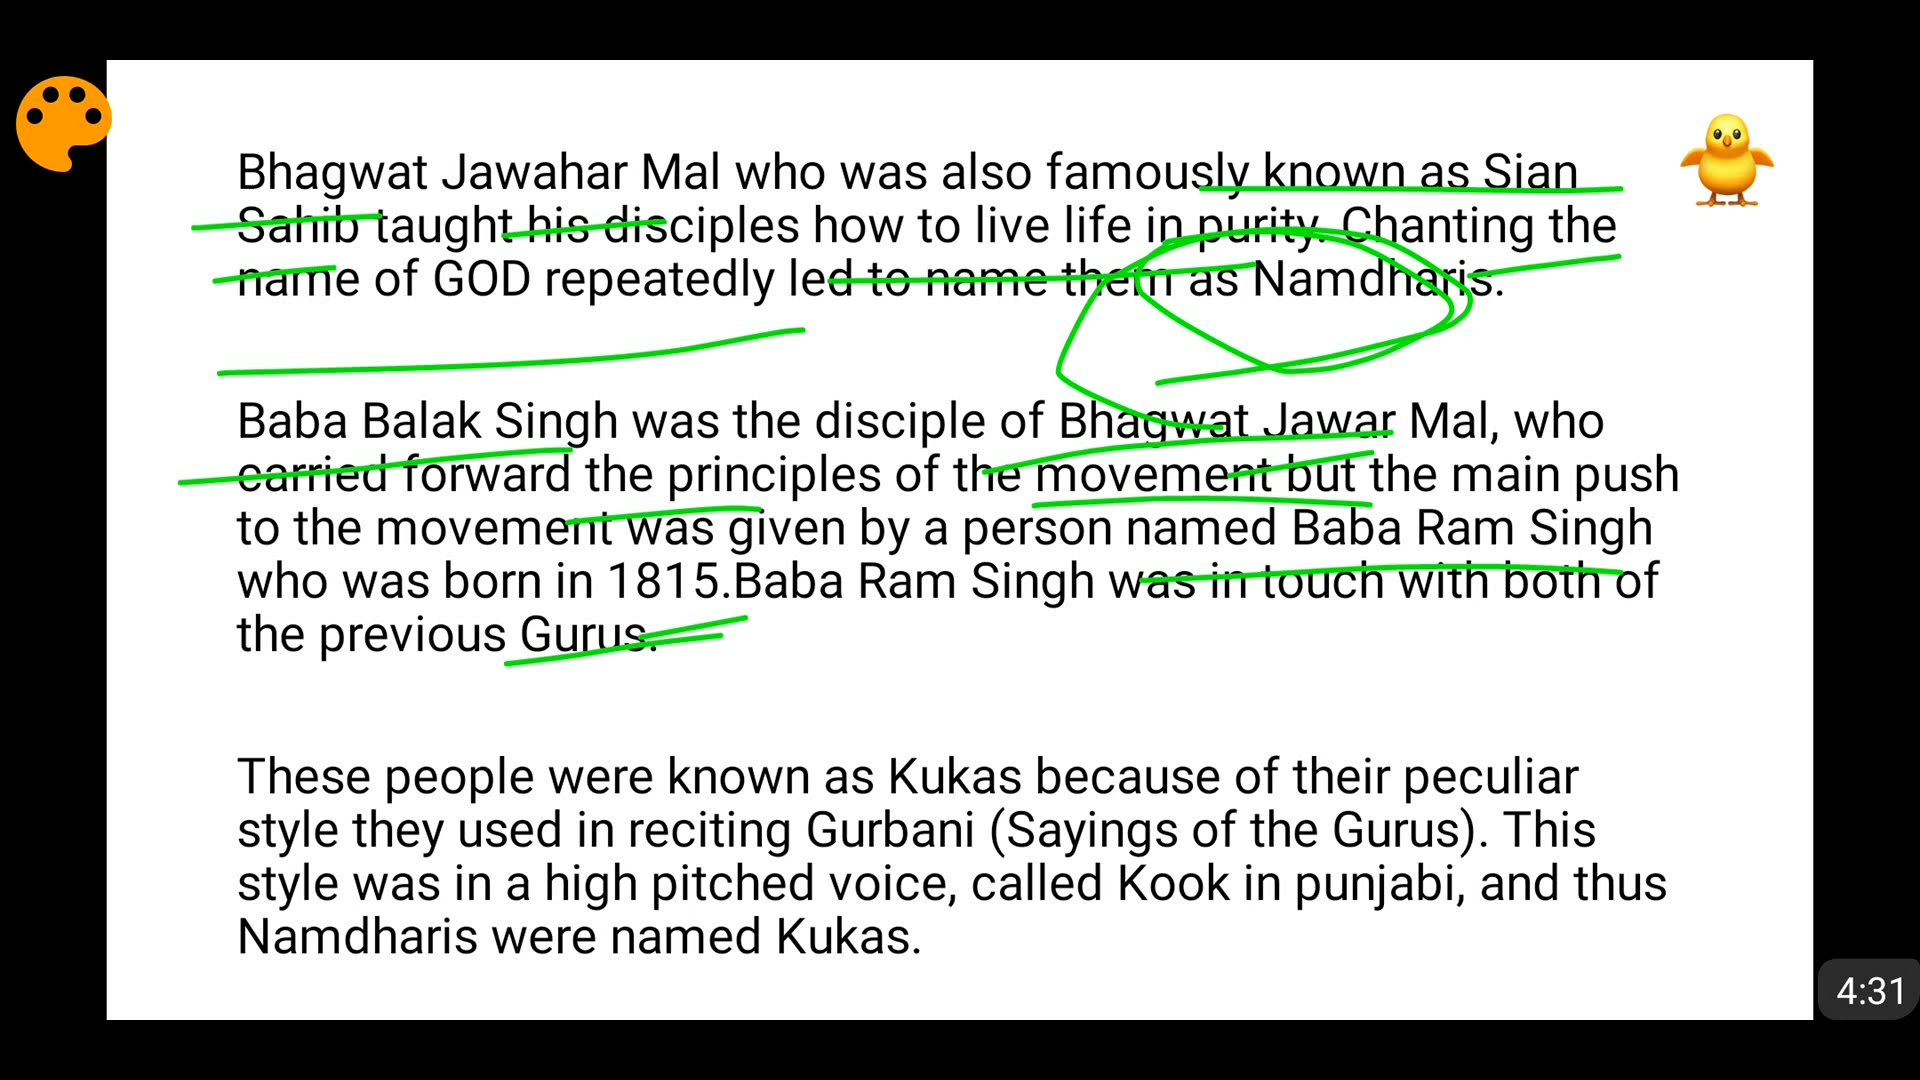 Bhagwat Jawahar Mal who was also famously known as Sian
Sahib taught his disciples how to live life in purity. Chanting the
name of GOD repeatedly led to name them as Namdharis.
Baba Balak Singh was the disciple of Bhagwat Jawar Mal, who
carried forward the principles of the movement but the main push
to the movement was given by a person named Baba Ram Singh
who was born in 1815.Baba Ram Singh was in touch with both of
the previous Gurus.
These people were known as Kukas because of their peculiar
style they used in reciting Gurbani (Sayings of the Gurus). This
style was in a high pitched voice, called Kook in punjabi, and thus
Namdharis were named Kukas.
4:31